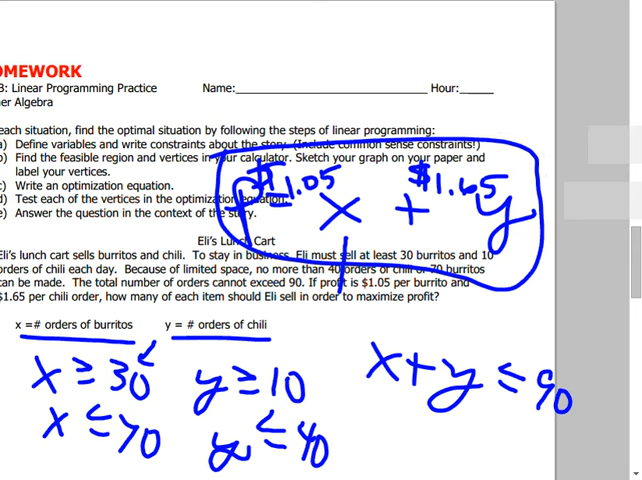 OMEWORK
3: Linear Programming Practice Name: Hour:
er Algebra
each situation, find the optimal situation by following the steps of linear programming:
a) Define variables and write constraints about the story. (Include common sense constraints!)
b) Find the feasible region and vertices in your calculator. Sketch your graph on your paper and
label your vertices.
c) Write an optimization equation.
d) Test each of the vertices in the optimization equation.
e) Answer the question in the context of the story.
P = $1.05 x + $1.65 y
Eli's Lunch Cart
Eli's lunch cart sells burritos and chili. To stay in business, Eli must sell at least 30 burritos and 10
orders of chili each day. Because of limited space, no more than 40 orders of chili or 70 burritos
can be made. The total number of orders cannot exceed 90. If profit is $1.05 per burrito and
$1.65 per chili order, how many of each item should Eli sell in order to maximize profit?
x = # orders of burritos y = # orders of chili
x ≥ 30 y ≥ 10 x + y ≤ 90
x ≤ 70 y ≤ 40